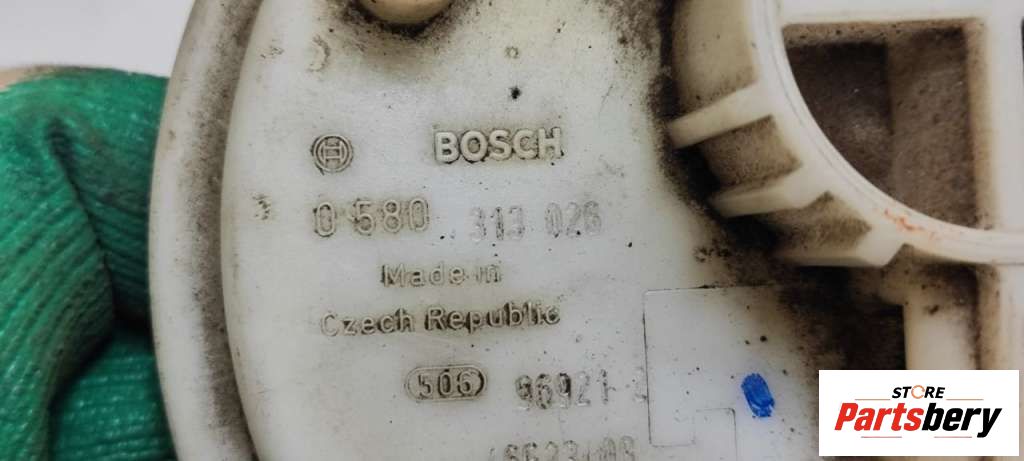 BOSCH
0 580 313 026
Made in
Czech Republic
506
STORE
Partsbery